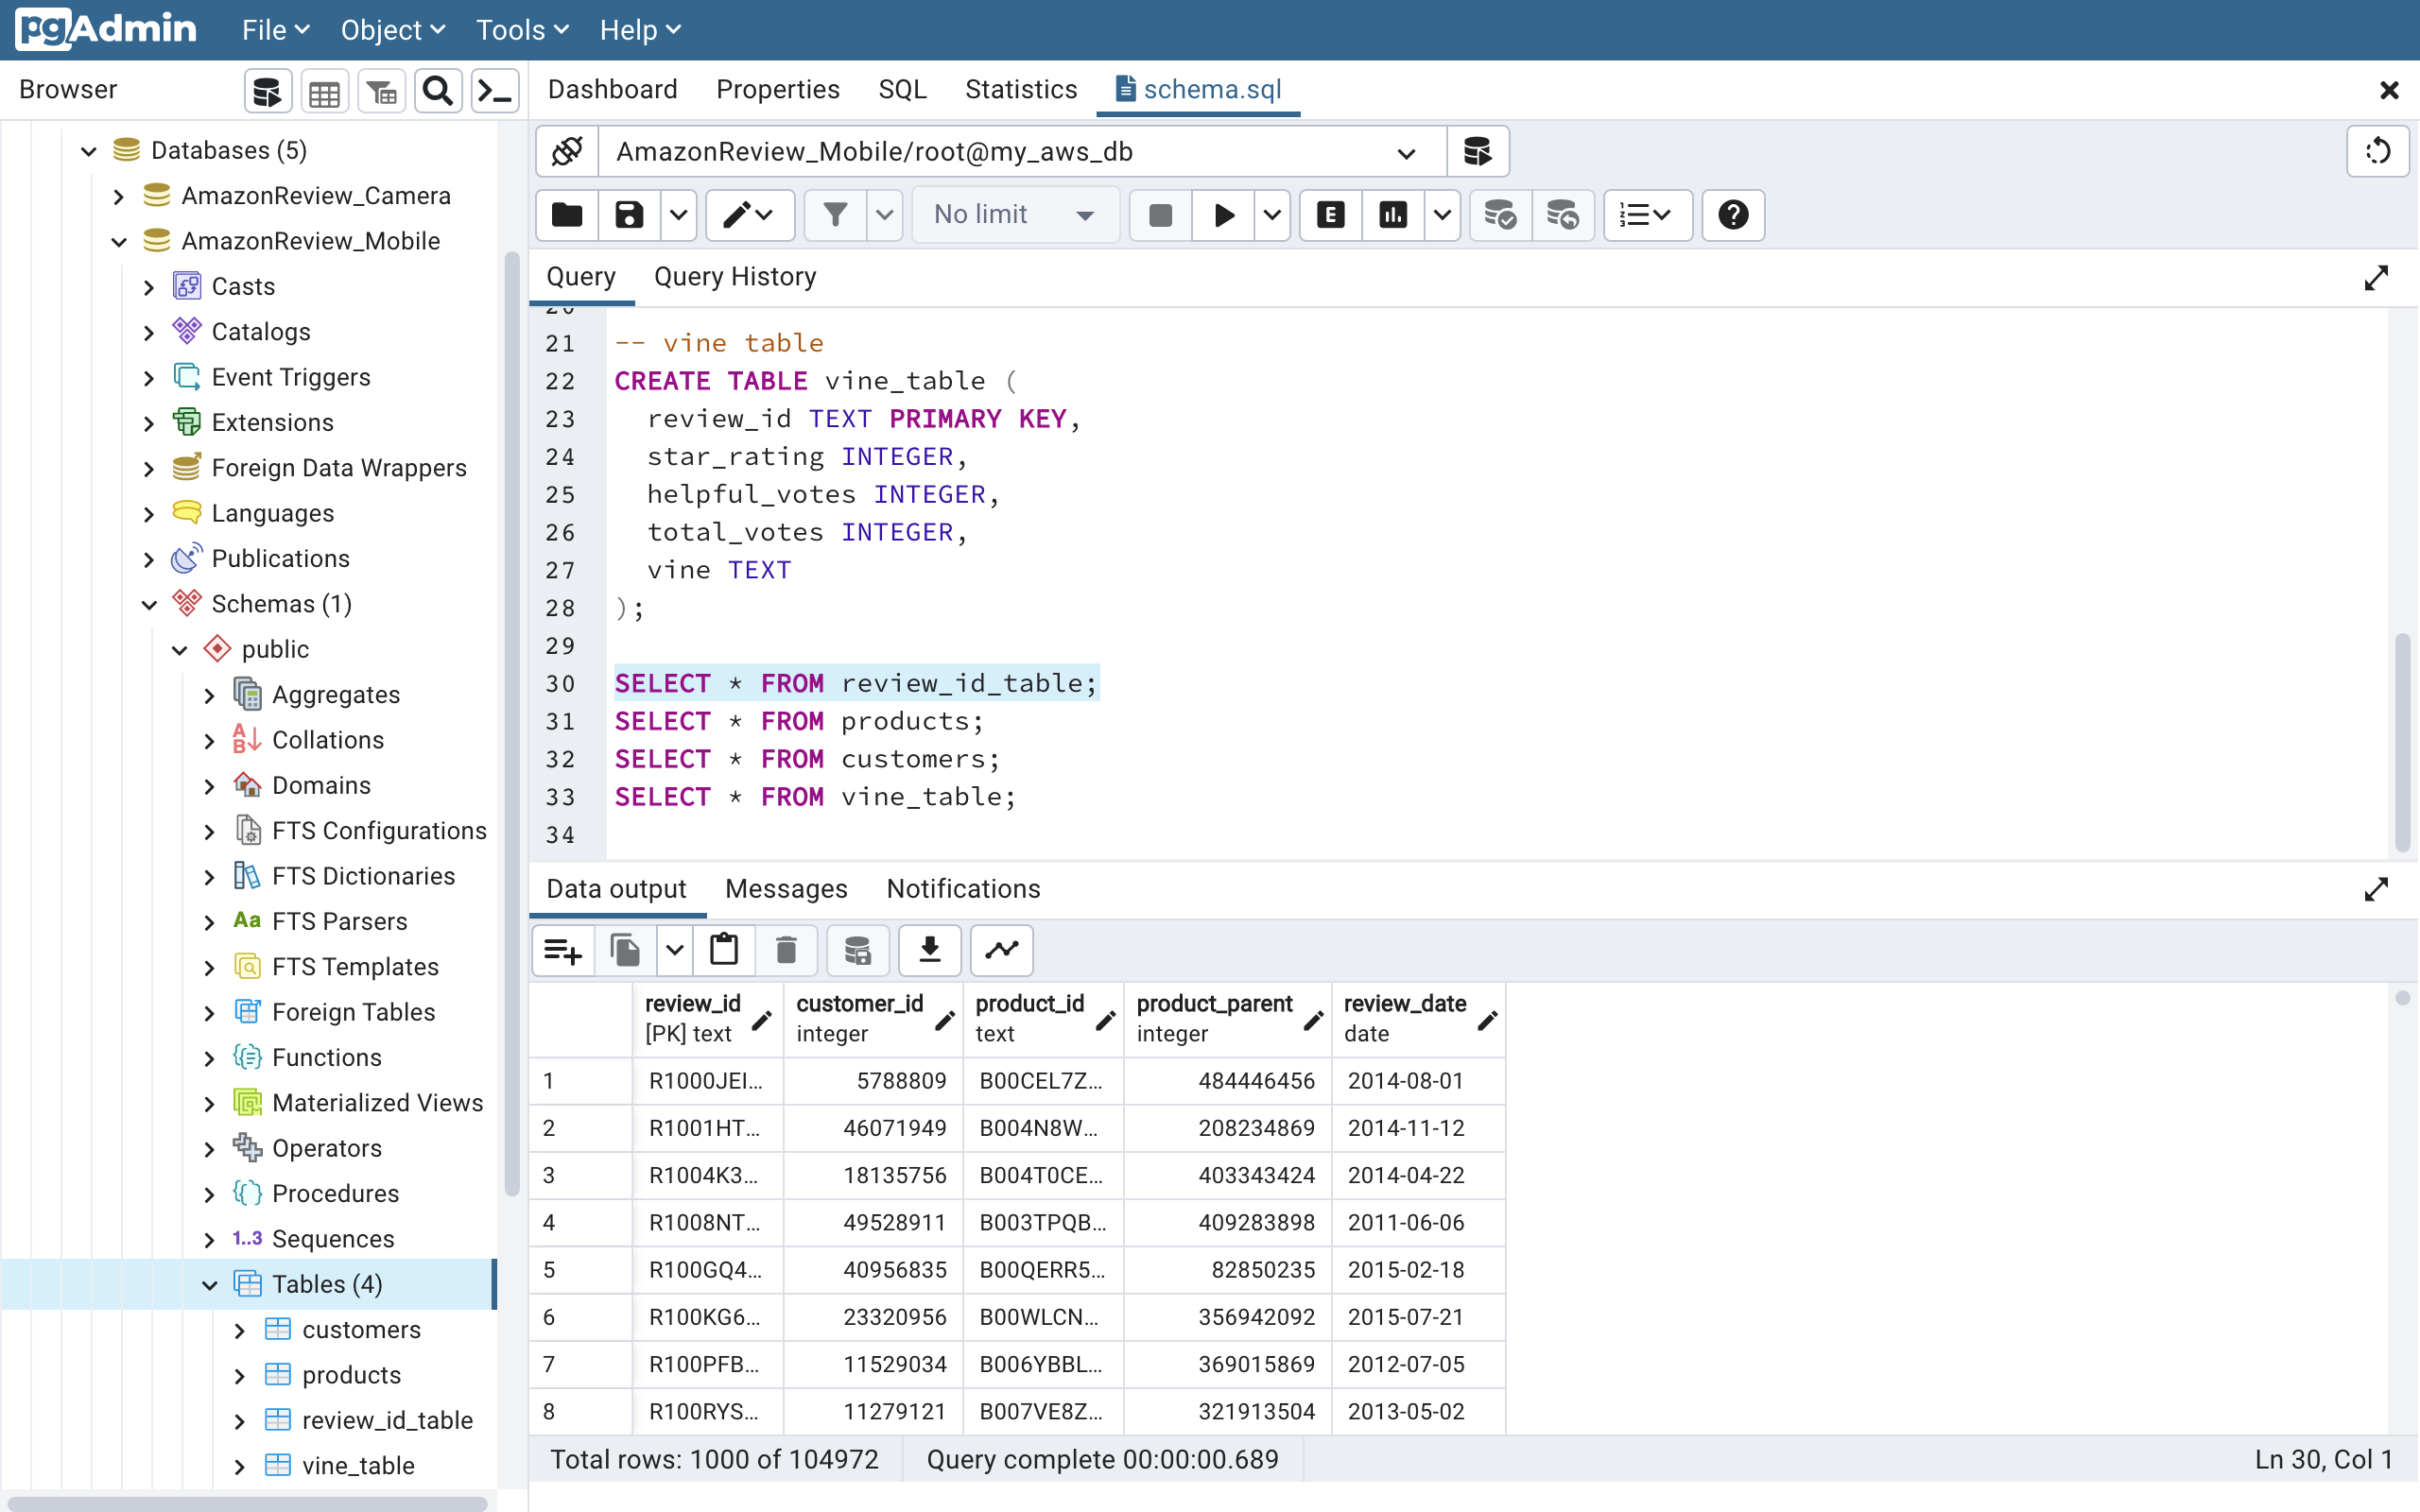 pgAdmin File Object Tools Help
Browser
Dashboard Properties SQL Statistics schema.sql
Databases (5)
AmazonReview_Camera
AmazonReview_Mobile
Casts
Catalogs
Event Triggers
Extensions
Foreign Data Wrappers
Languages
Publications
Schemas (1)
public
Aggregates
Collations
Domains
FTS Configurations
FTS Dictionaries
Aa FTS Parsers
FTS Templates
Foreign Tables
Functions
Materialized Views
Operators
Procedures
1..3 Sequences
Tables (4)
customers
products
review_id_table
vine_table
AmazonReview_Mobile/root@my_aws_db
No limit E
Query Query History
20
21 -- vine table
22 CREATE TABLE vine_table (
23 review_id TEXT PRIMARY KEY,
24 star_rating INTEGER,
25 helpful_votes INTEGER,
26 total_votes INTEGER,
27 vine TEXT
28 );
29
30 SELECT * FROM review_id_table;
31 SELECT * FROM products;
32 SELECT * FROM customers;
33 SELECT * FROM vine_table;
34
Data output Messages Notifications
review_id customer_id product_id product_parent review_date
[PK] text integer text integer date
1 R1000JEI... 5788809 B00CEL7Z... 484446456 2014-08-01
2 R1001HT... 46071949 B004N8W... 208234869 2014-11-12
3 R1004K3... 18135756 B004T0CE... 403343424 2014-04-22
4 R1008NT... 49528911 B003TPQB... 409283898 2011-06-06
5 R100GQ4... 40956835 B00QERR5... 82850235 2015-02-18
6 R100KG6... 23320956 B00WLCN... 356942092 2015-07-21
7 R100PFB... 11529034 B006YBBL... 369015869 2012-07-05
8 R100RYS... 11279121 B007VE8Z... 321913504 2013-05-02
Total rows: 1000 of 104972 Query complete 00:00:00.689 Ln 30, Col 1